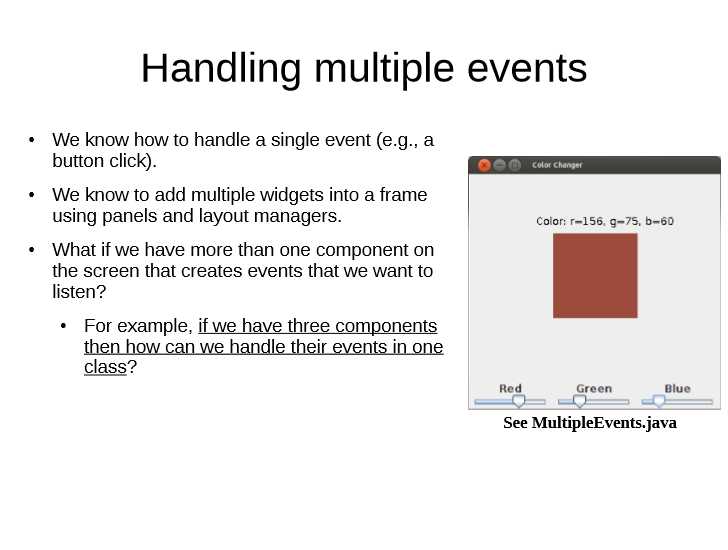 Handling multiple events
• We know how to handle a single event (e.g., a
button click).
• We know to add multiple widgets into a frame
using panels and layout managers.
• What if we have more than one component on
the screen that creates events that we want to
listen?
• For example, if we have three components
then how can we handle their events in one
class?
Color Changer
Color: r=156, g=75, b=60
Red Green Blue
See MultipleEvents.java